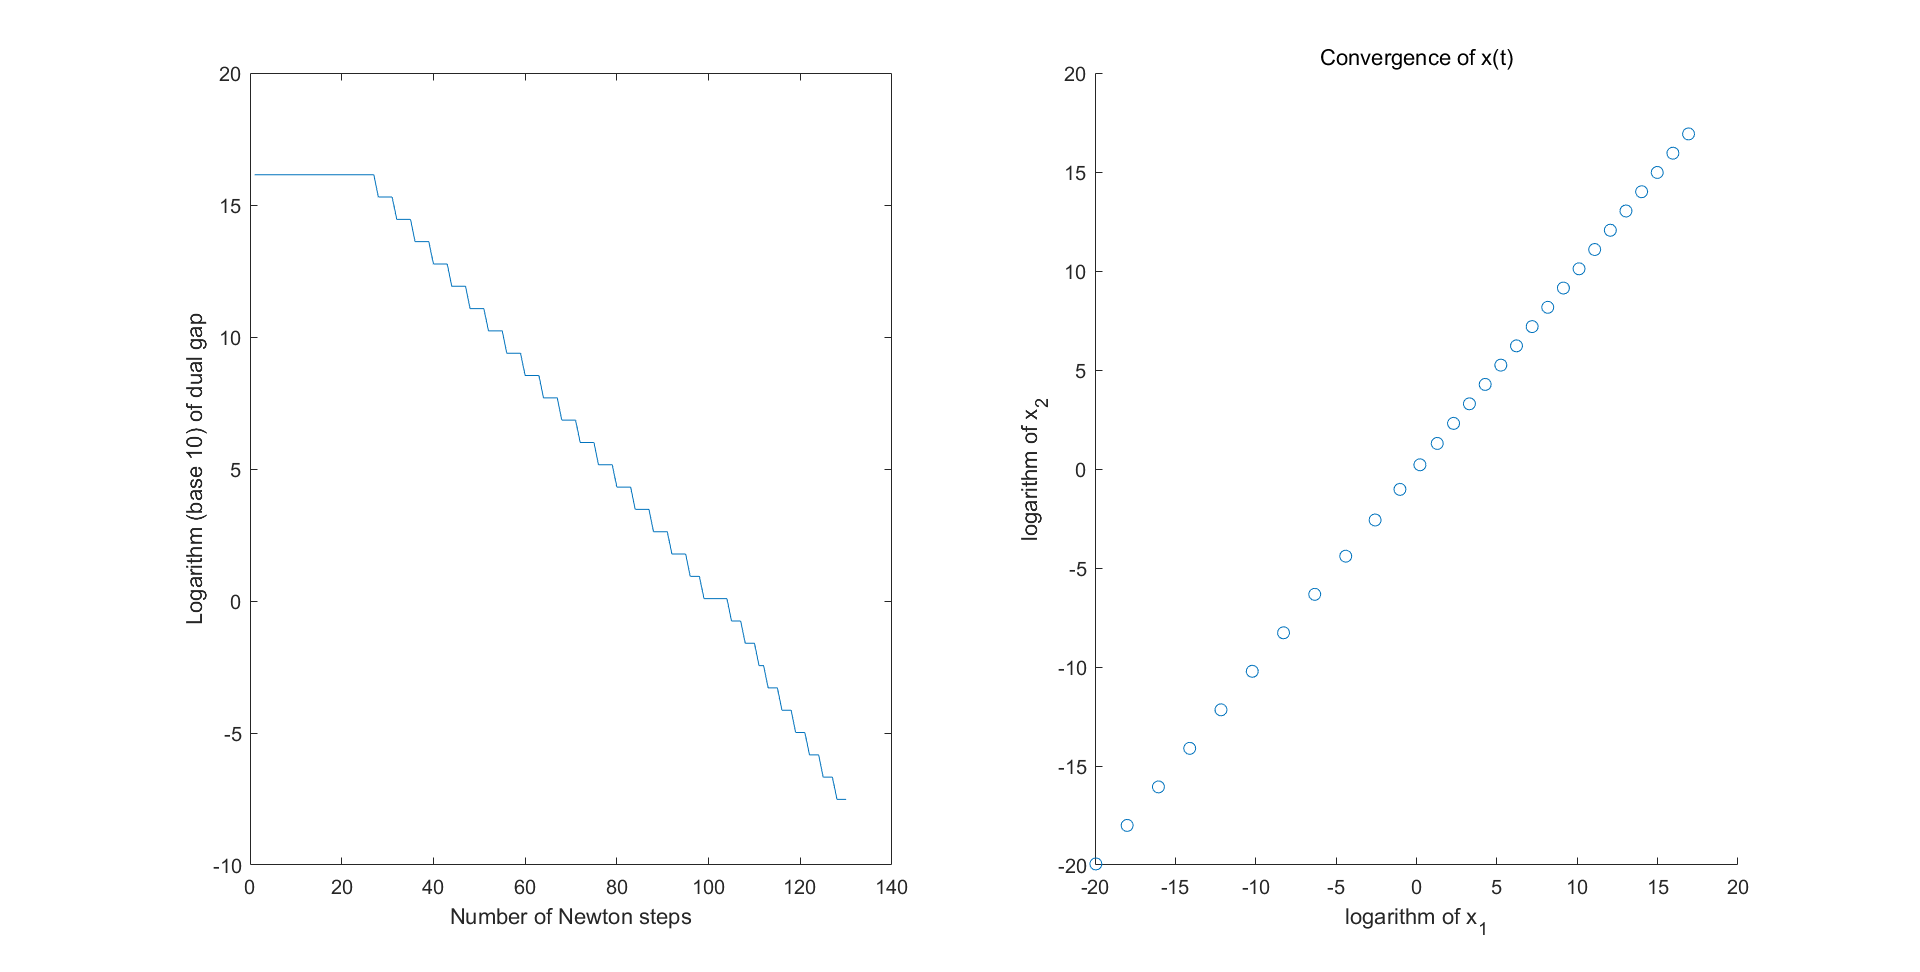 20
15
10
5
0
-5
-10
0 20 40 60 80 100 120 140
Logarithm (base 10) of dual gap
Number of Newton steps
Convergence of x(t)
20
15
10
5
0
-5
-10
-15
-20
-20 -15 -10 -5 0 5 10 15 20
logarithm of x2
logarithm of x1